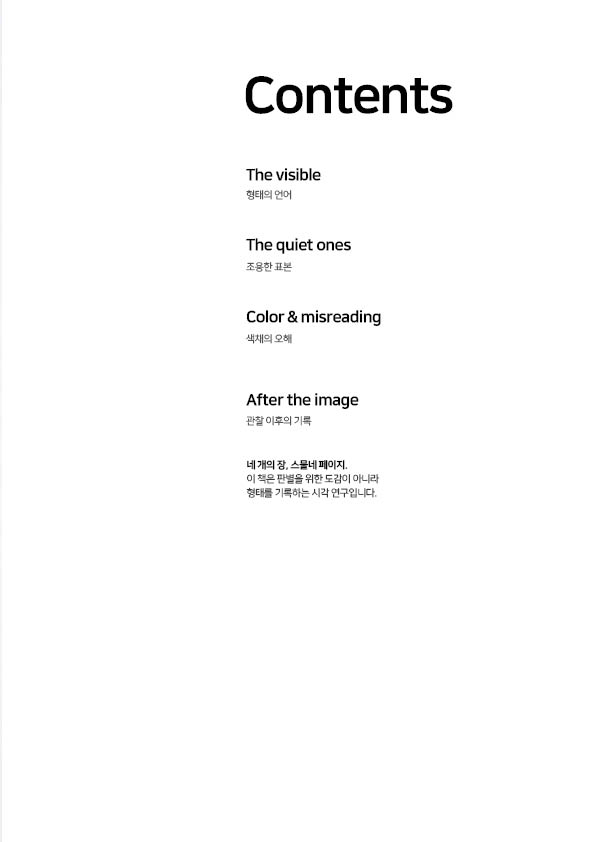 Contents
The visible
형태의 언어
The quiet ones
조용한 표본
Color & misreading
색채의 오해
After the image
관찰 이후의 기록
네 개의 장, 스물네 페이지.
이 책은 판별을 위한 도감이 아니라
형태를 기록하는 시각 연구입니다.